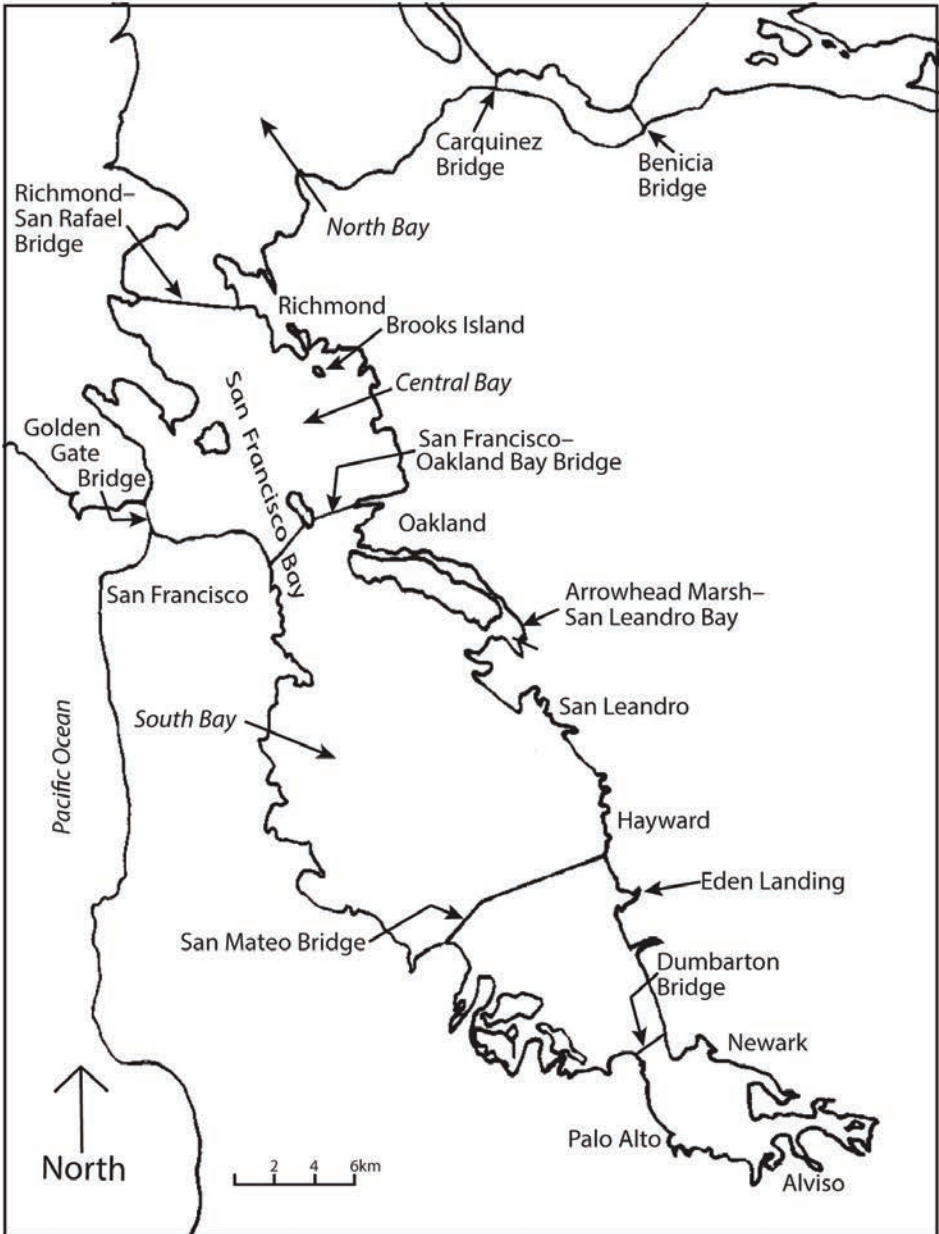 Carquinez
Bridge
Benicia
Bridge
Richmond–
San Rafael
Bridge
North Bay
Richmond
Brooks Island
Central Bay
San Francisco Bay
Golden
Gate
Bridge
San Francisco–
Oakland Bay Bridge
Oakland
San Francisco
Arrowhead Marsh–
San Leandro Bay
San Leandro
South Bay
Pacific Ocean
Hayward
Eden Landing
San Mateo Bridge
Dumbarton
Bridge
Newark
Palo Alto
Alviso
North
2 4 6km